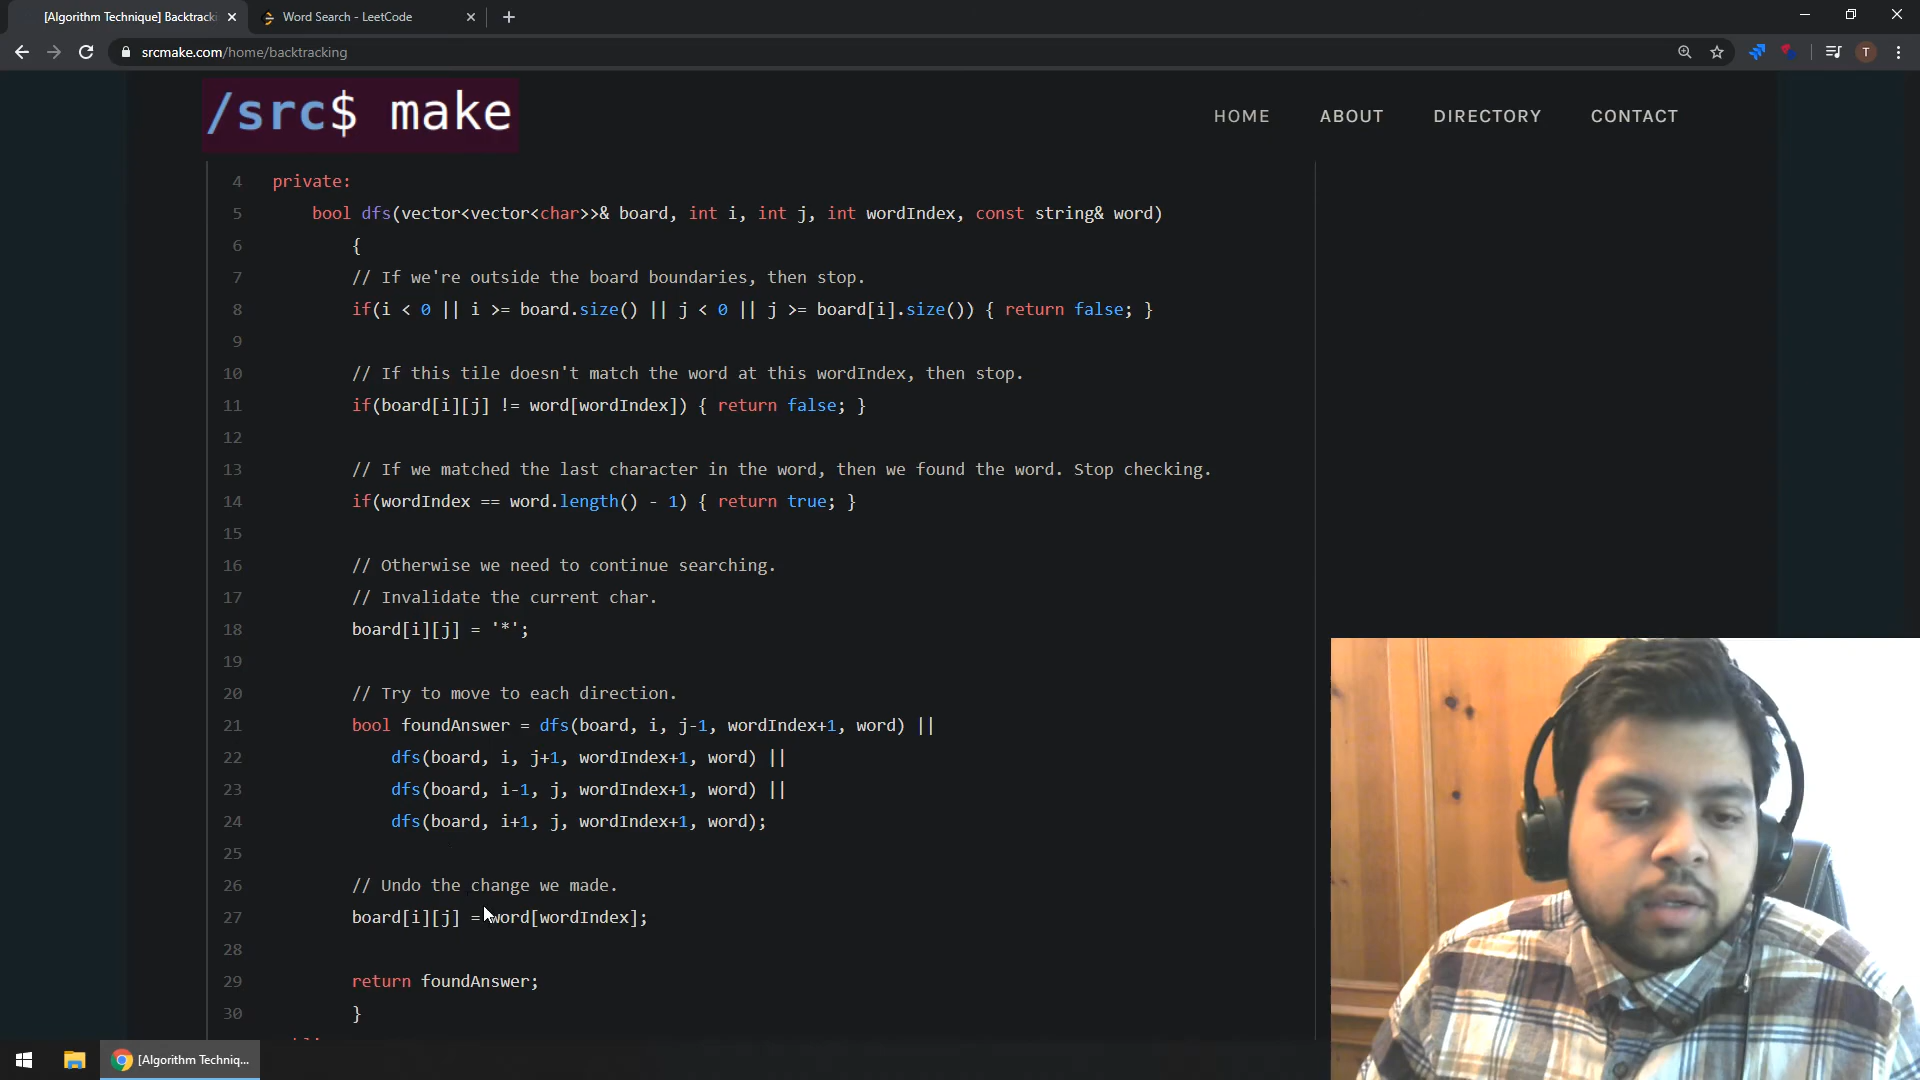 [Algorithm Technique] Backtracki
Word Search - LeetCode
srcmake.com/home/backtracking
T
/src$ make
HOME ABOUT DIRECTORY CONTACT
4 private:
5 bool dfs(vector<vector<char>>& board, int i, int j, int wordIndex, const string& word)
6 {
7 // If we're outside the board boundaries, then stop.
8 if(i < 0 || i >= board.size() || j < 0 || j >= board[i].size()) { return false; }
9
10 // If this tile doesn't match the word at this wordIndex, then stop.
11 if(board[i][j] != word[wordIndex]) { return false; }
12
13 // If we matched the last character in the word, then we found the word. Stop checking.
14 if(wordIndex == word.length() - 1) { return true; }
15
16 // Otherwise we need to continue searching.
17 // Invalidate the current char.
18 board[i][j] = '*';
19
20 // Try to move to each direction.
21 bool foundAnswer = dfs(board, i, j-1, wordIndex+1, word) ||
22 dfs(board, i, j+1, wordIndex+1, word) ||
23 dfs(board, i-1, j, wordIndex+1, word) ||
24 dfs(board, i+1, j, wordIndex+1, word);
25
26 // Undo the change we made.
27 board[i][j] = word[wordIndex];
28
29 return foundAnswer;
30 }
[Algorithm Techniq...